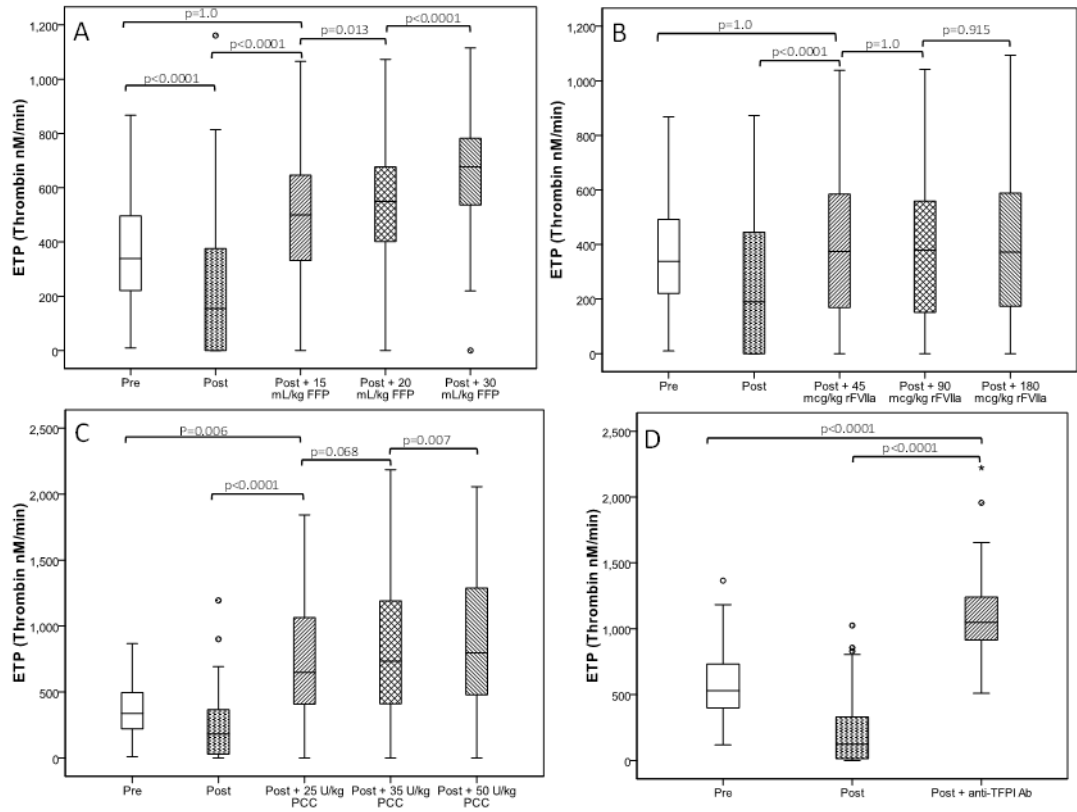 A
p=1.0
p=0.013
p<0.0001
p<0.0001
p<0.0001
ETP (Thrombin nM/min)
1,200
1,000
800
600
400
200
0
Pre
Post
Post + 15 mL/kg FFP
Post + 20 mL/kg FFP
Post + 30 mL/kg FFP
B
p=1.0
p<0.0001
p=1.0
p=0.915
ETP (Thrombin nM/min)
1,200
1,000
800
600
400
200
0
Pre
Post
Post + 45 mcg/kg rFVIIa
Post + 90 mcg/kg rFVIIa
Post + 180 mcg/kg rFVIIa
C
P=0.006
p<0.0001
p=0.068
p=0.007
ETP (Thrombin nM/min)
2,500
2,000
1,500
1,000
500
0
Pre
Post
Post + 25 U/kg PCC
Post + 35 U/kg PCC
Post + 50 U/kg PCC
D
p<0.0001
p<0.0001
*
ETP (Thrombin nM/min)
2,500
2,000
1,500
1,000
500
0
Pre
Post
Post + anti-TFPI Ab